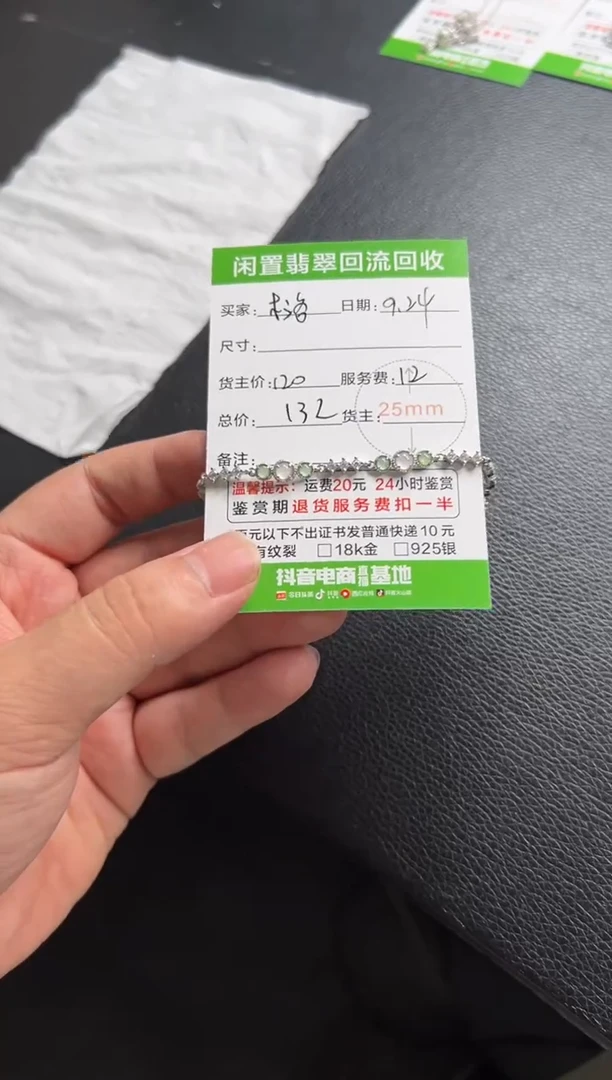 闲置翡翠回流回收
买家: 日期: 9.24
尺寸:
货主价: 120 服务费: 12
总价: 132 货主:
25mm
备注:
温馨提示: 运费20元 24小时鉴赏
鉴赏期退货服务费扣一半
元以下不出证书发普通快递10元
有纹裂 □18k金 □925银
抖音电商直播基地